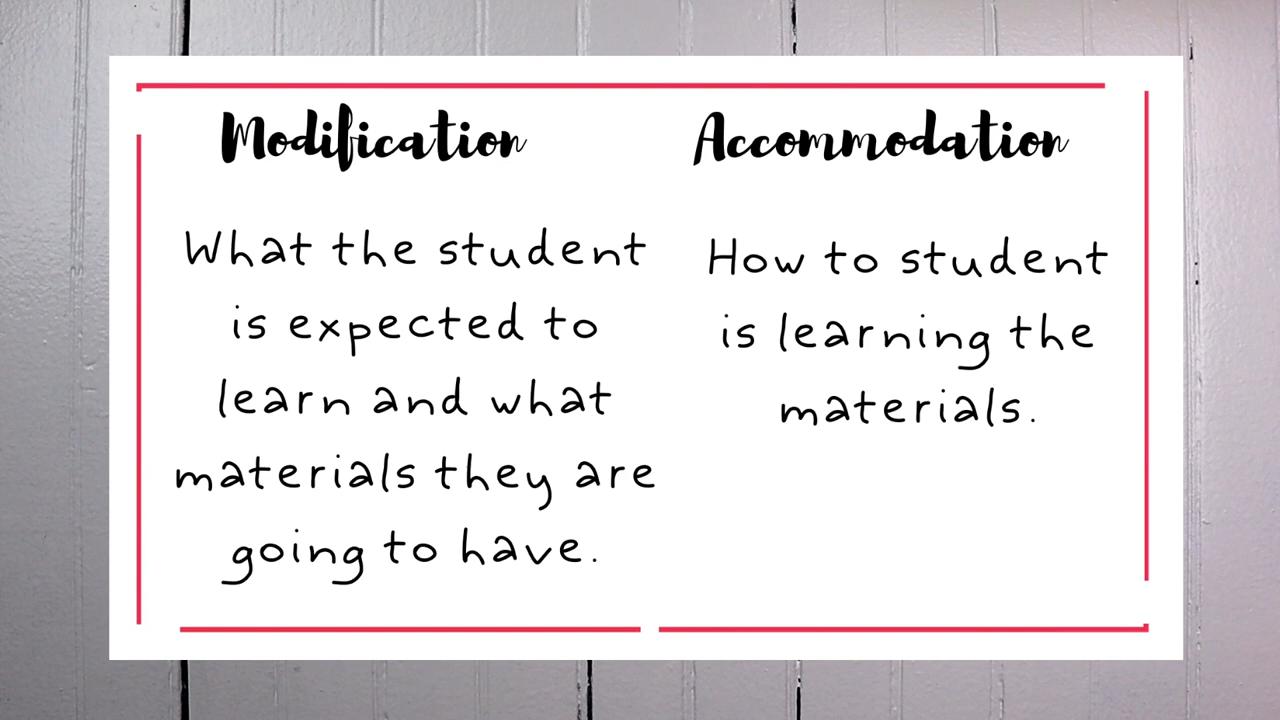 Modification
What the student
is expected to
learn and what
materials they are
going to have.
Accommodation
How to student
is learning the
materials.